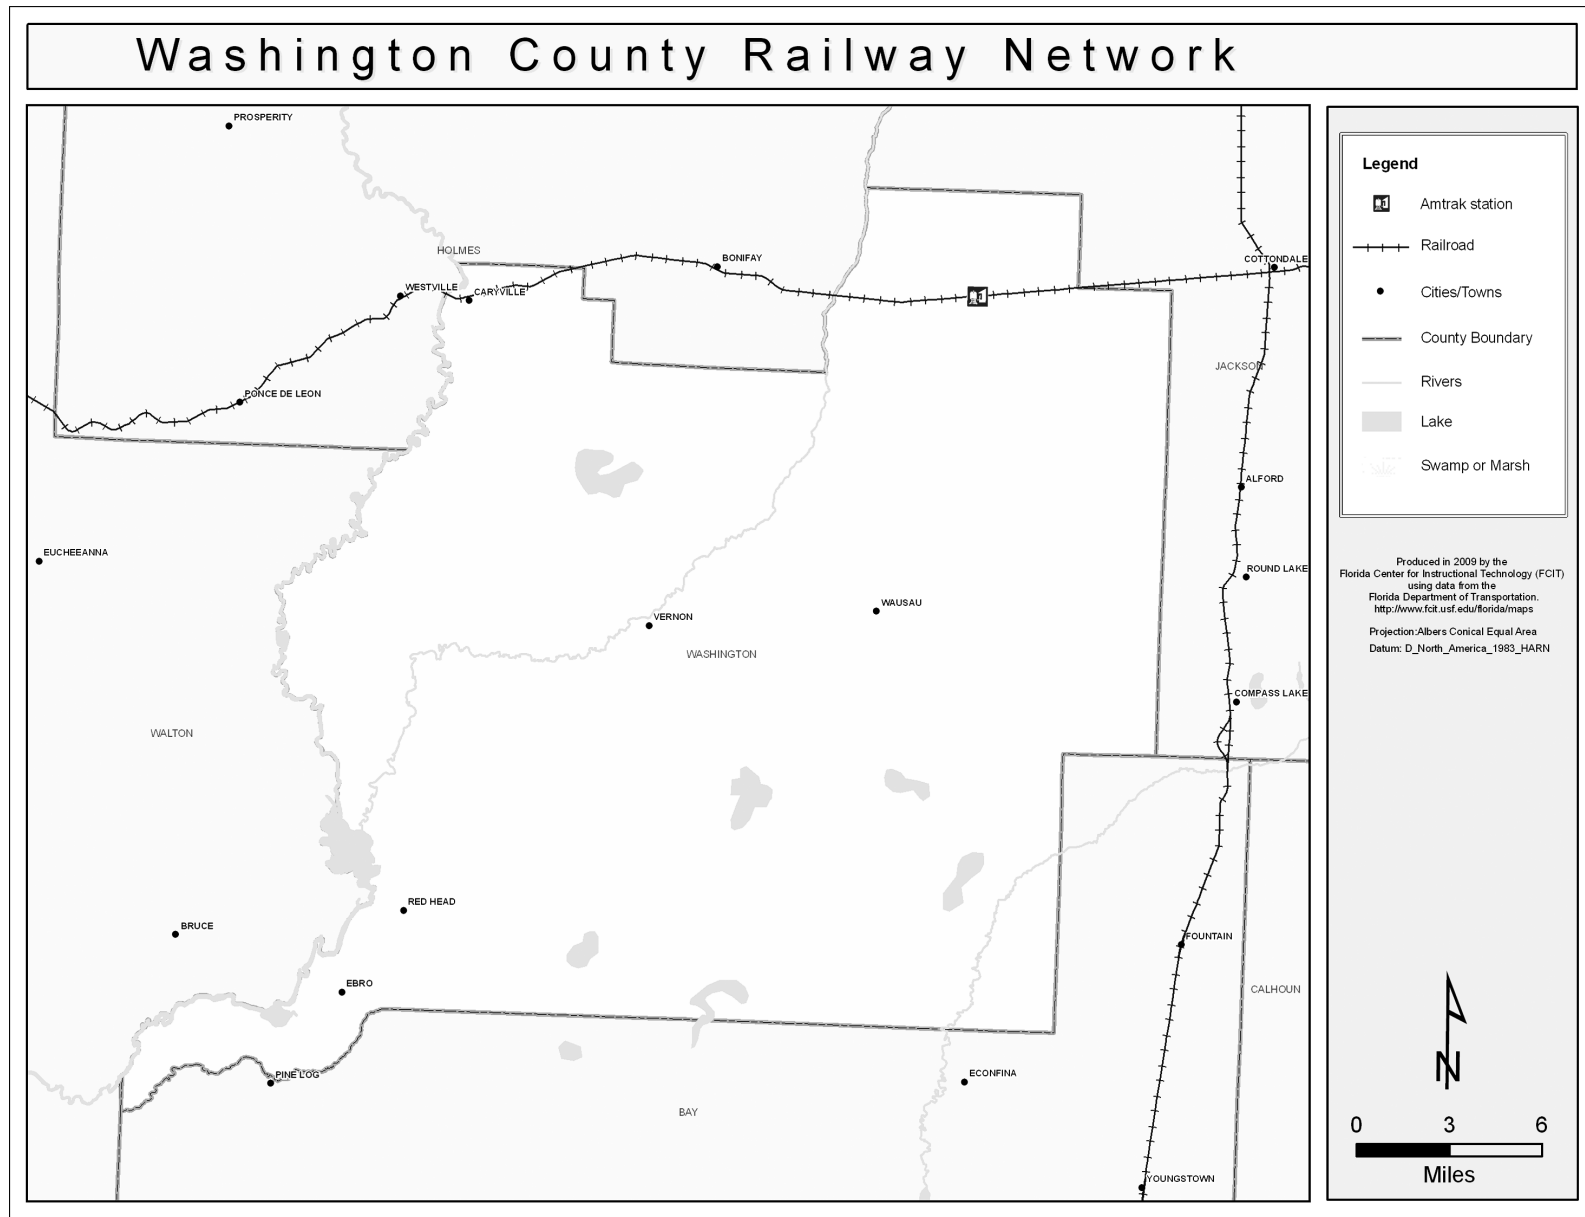 Washington County Railway Network
PROSPERITY
HOLMES
BONIFAY
COTTONDALE
WESTVILLE
CARYVILLE
JACKSON
PONCE DE LEON
ALFORD
EUCHEEANNA
ROUND LAKE
WAUSAU
VERNON
WASHINGTON
COMPASS LAKE
WALTON
RED HEAD
BRUCE
FOUNTAIN
EBRO
CALHOUN
PINE LOG
ECONFINA
BAY
YOUNGSTOWN
Legend
Amtrak station
Railroad
Cities/Towns
County Boundary
Rivers
Lake
Swamp or Marsh
Produced in 2009 by the
Florida Center for Instructional Technology (FCIT)
using data from the
Florida Department of Transportation.
http://www.fcit.usf.edu/florida/maps
Projection:Albers Conical Equal Area
Datum: D_North_America_1983_HARN
N
0 3 6
Miles